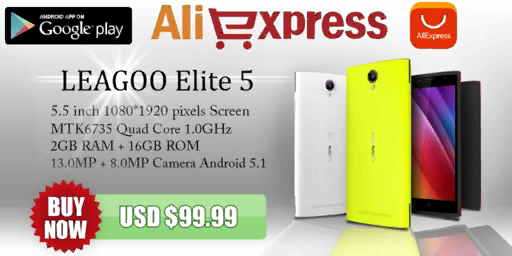 ANDROID APP ON
Google play
AliExpress
AliExpress
LEAGOO Elite 5
5.5 inch 1080*1920 pixels Screen
MTK6735 Quad Core 1.0GHz
2GB RAM + 16GB ROM
13.0MP + 8.0MP Camera Android 5.1
BUY
NOW
USD $99.99